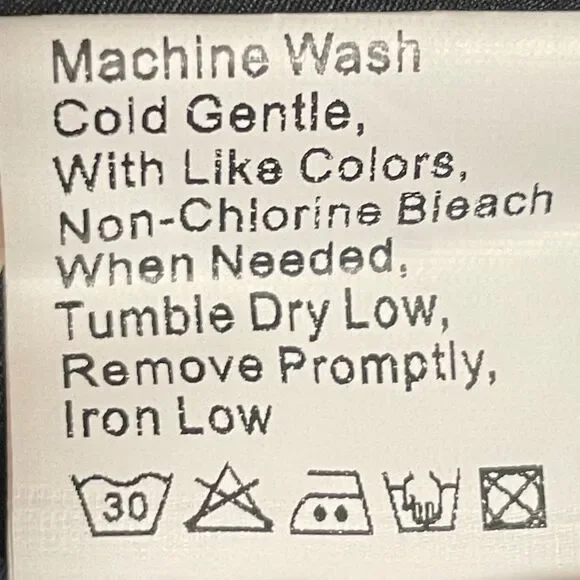 Machine Wash
Cold Gentle,
With Like Colors,
Non-Chlorine Bleach
When Needed,
Tumble Dry Low,
Remove Promptly,
Iron Low
30